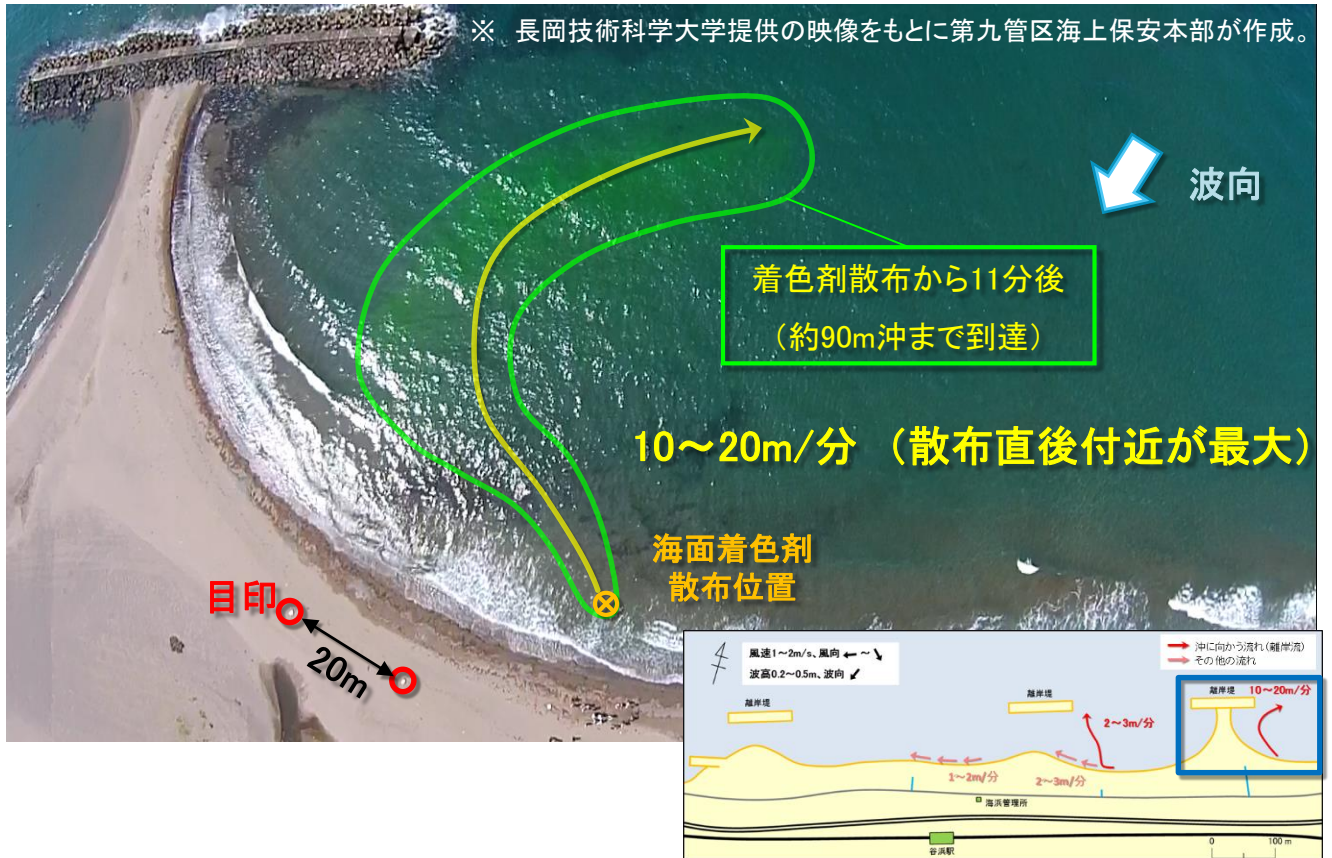 ※ 長岡技術科学大学提供の映像をもとに第九管区海上保安本部が作成。
波向
着色剤散布から11分後
(約90m沖まで到達)
10～20m/分 (散布直後付近が最大)
海面着色剤
散布位置
目印
20m
風速1～2m/s、風向 ← ～ ↘
波高0.2～0.5m、波向 ↙
沖に向かう流れ(離岸流)
その他の流れ
離岸堤
離岸堤
離岸堤
10～20m/分
2～3m/分
1～2m/分
2～3m/分
海浜管理所
谷浜駅
0 100 m